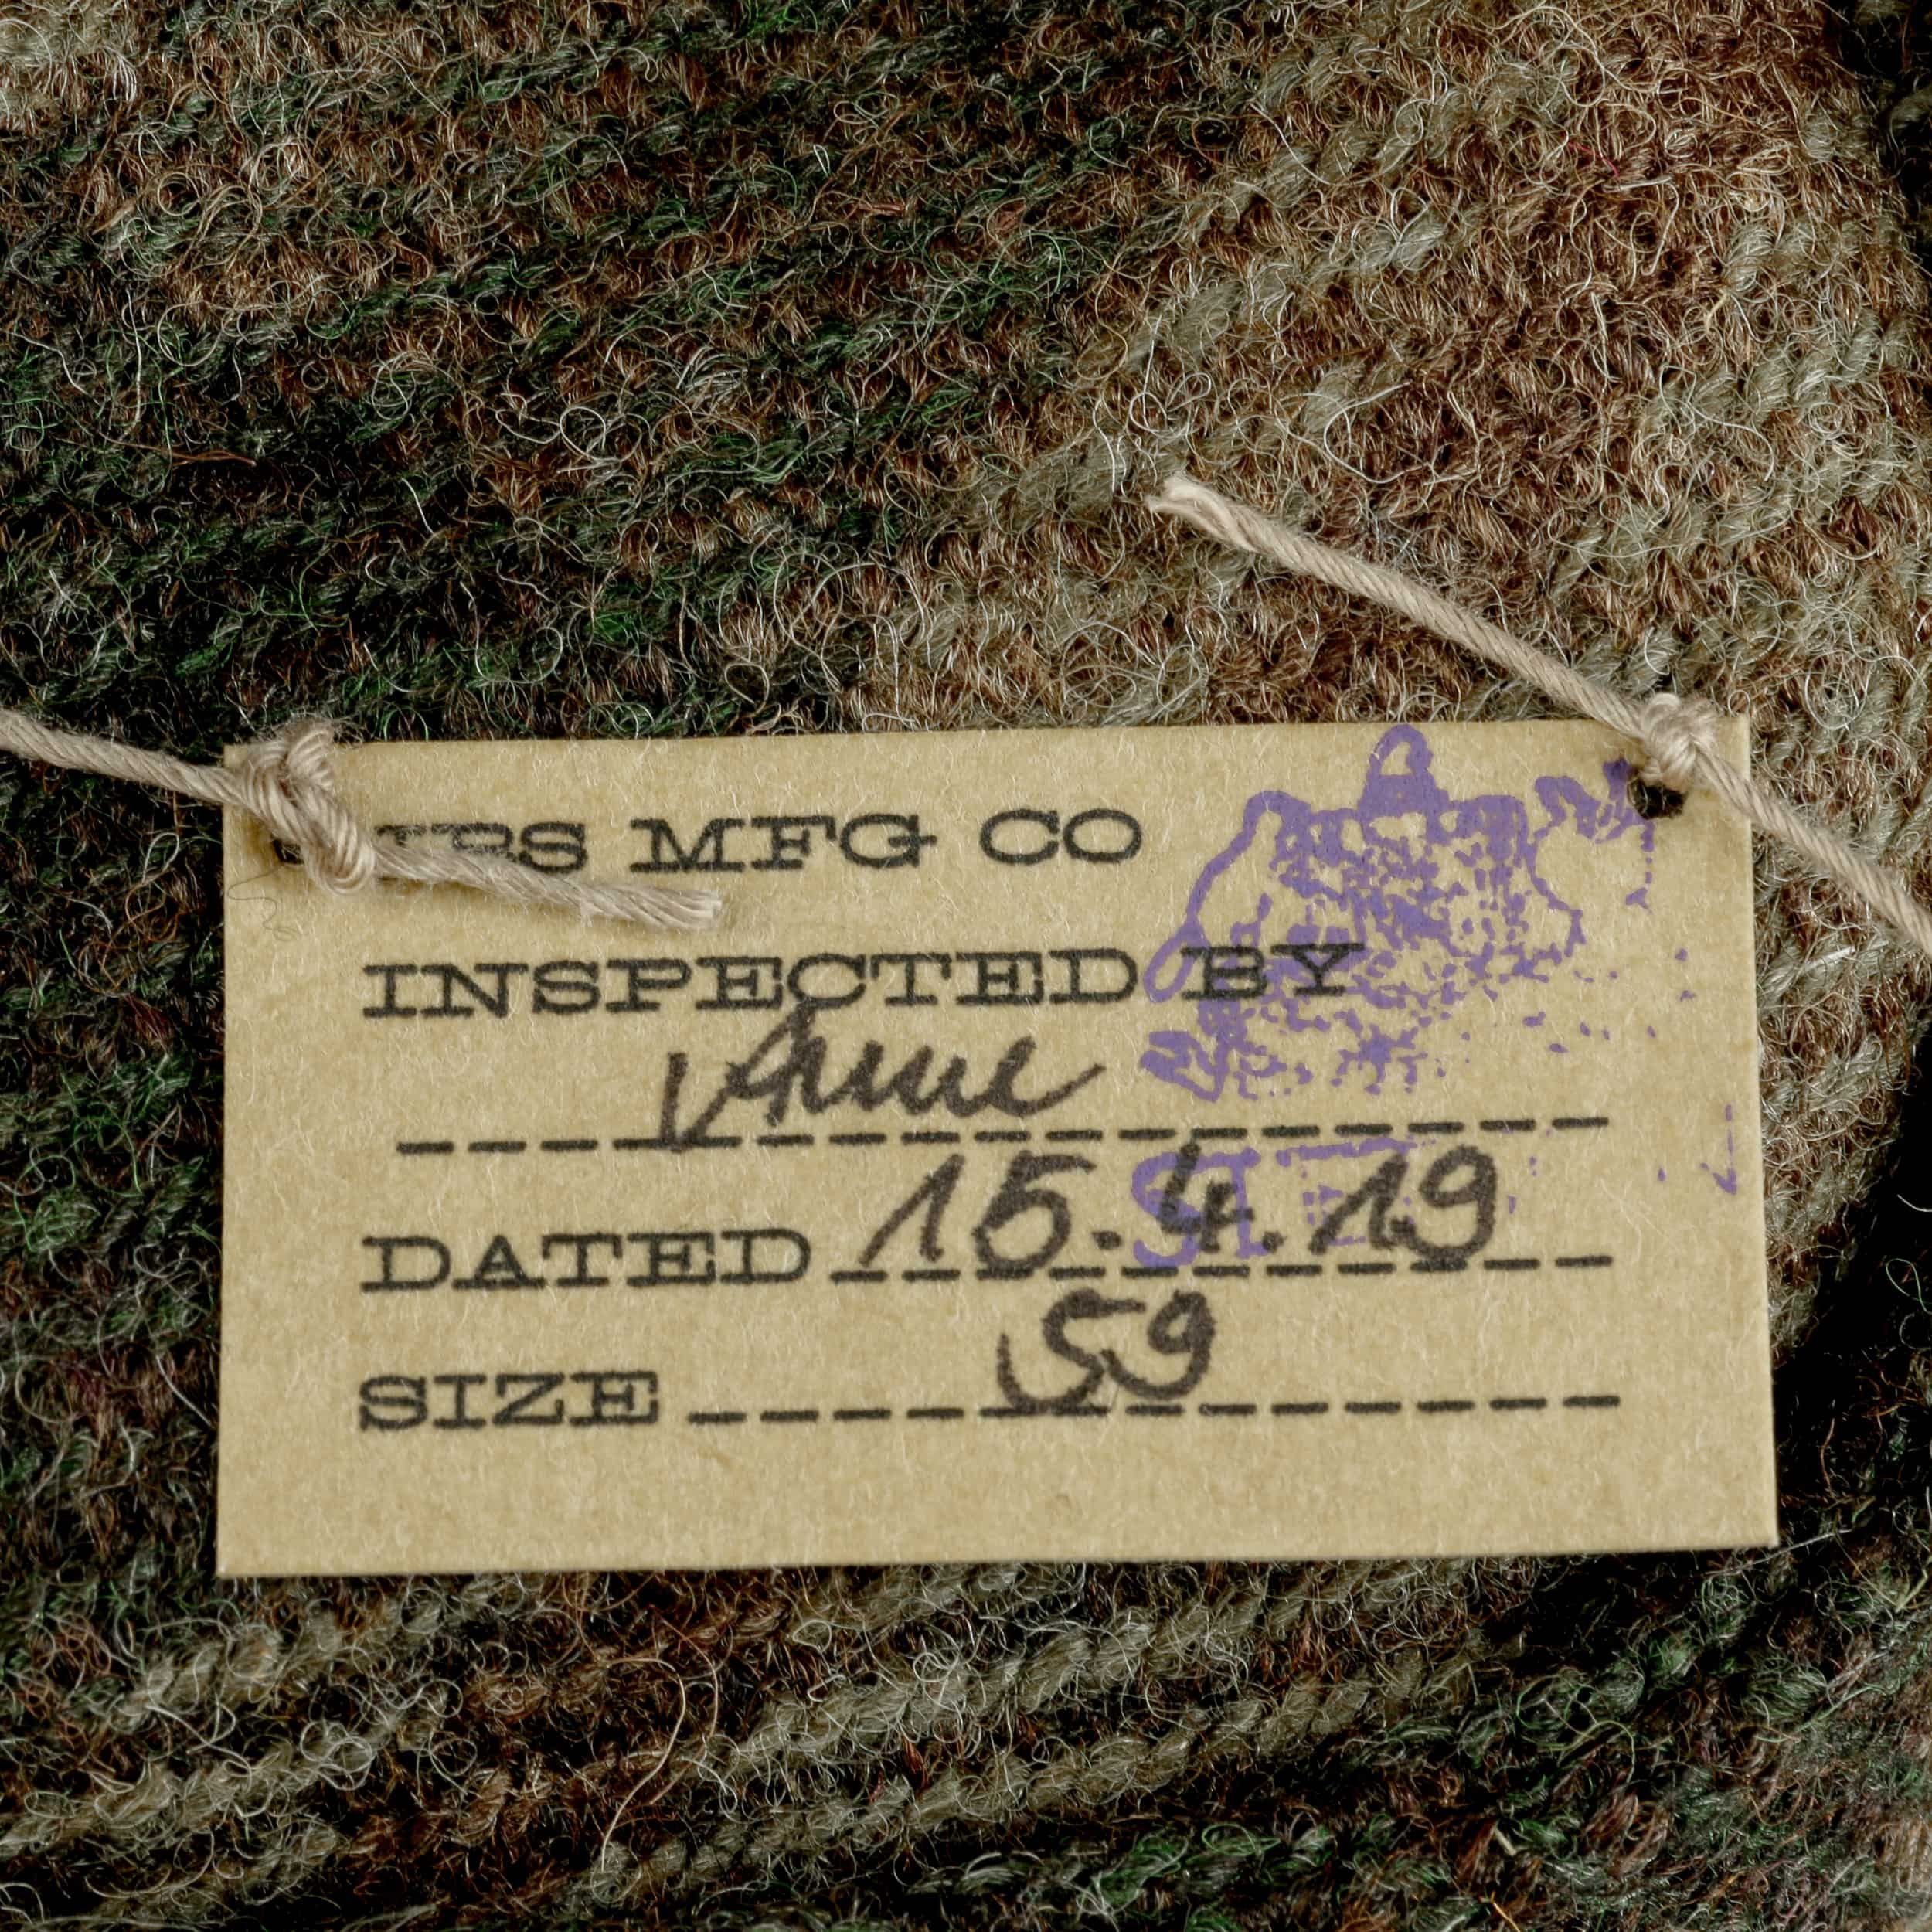 MFG CO
INSPECTED BY
Anne
DATED 15.4.19
SIZE 59